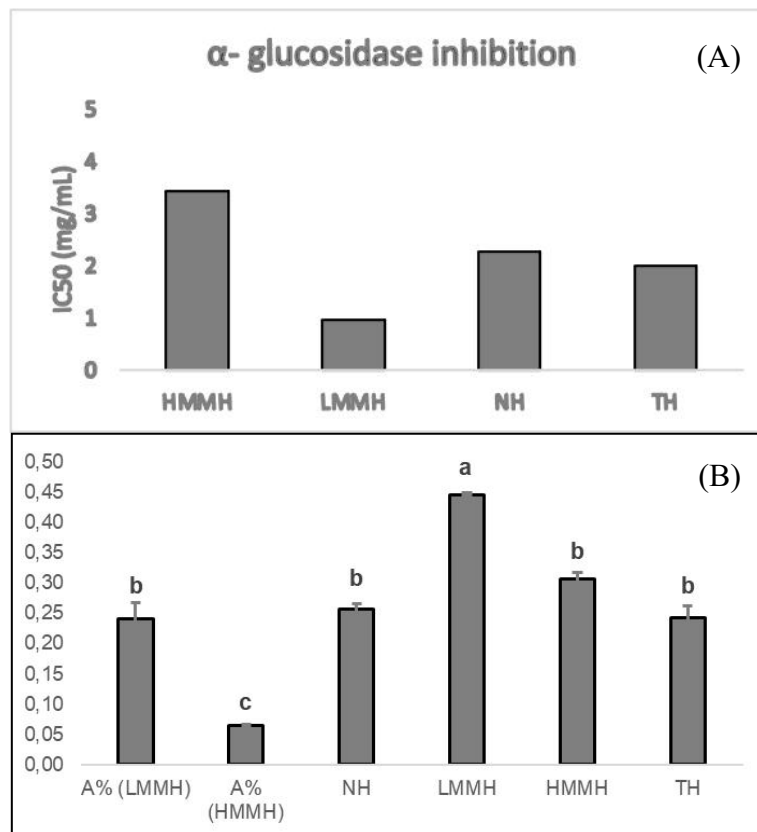 α- glucosidase inhibition
(A)
IC50 (mg/mL)
5
4
3
2
1
0
HMMH LMMH NH TH
(B)
0,50
0,45
0,40
0,35
0,30
0,25
0,20
0,15
0,10
0,05
0,00
b c b a b b
A% (LMMH) A% NH LMMH HMMH TH
(HMMH)